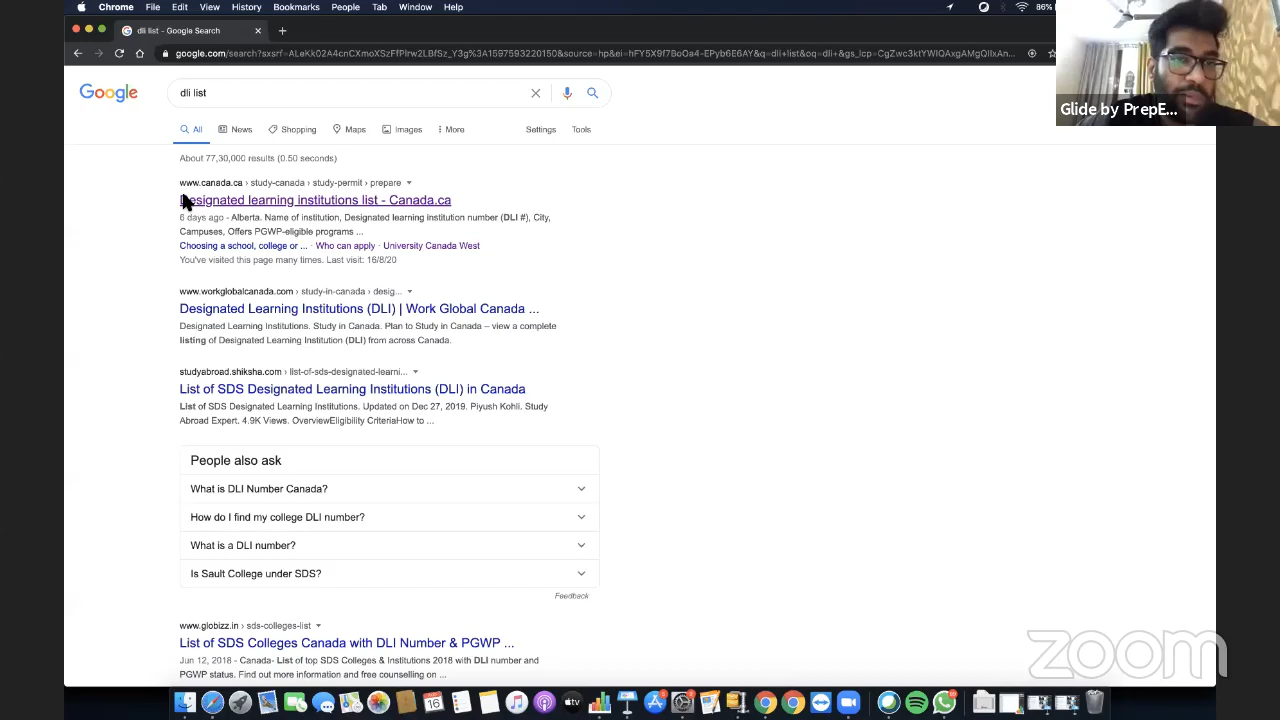 Chrome File Edit View History Bookmarks People Tab Window Help 86%
dli list - Google Search
Google
dli list
All News Shopping Maps Images More Settings Tools
About 77,30,000 results (0.50 seconds)
www.canada.ca › study-canada › study-permit › prepare
Designated learning institutions list - Canada.ca
6 days ago - Alberta. Name of institution, Designated learning institution number (DLI #), City,
Campuses, Offers PGWP-eligible programs ...
Choosing a school, college or ... · Who can apply · University Canada West
You've visited this page many times. Last visit: 16/8/20
www.workglobalcanada.com › study-in-canada › desig...
Designated Learning Institutions (DLI) | Work Global Canada ...
Designated Learning Institutions. Study in Canada. Plan to Study in Canada – view a complete
listing of Designated Learning Institution (DLI) from across Canada.
studyabroad.shiksha.com › list-of-sds-designated-learni...
List of SDS Designated Learning Institutions (DLI) in Canada
List of SDS Designated Learning Institutions. Updated on Dec 27, 2019. Piyush Kohli. Study
Abroad Expert. 4.9K Views. OverviewEligibility CriteriaHow to ...
People also ask
What is DLI Number Canada?
How do I find my college DLI number?
What is a DLI number?
Is Sault College under SDS?
Feedback
www.globizz.in › sds-colleges-list
List of SDS Colleges Canada with DLI Number & PGWP ...
Jun 12, 2018 - Canada- List of top SDS Colleges & Institutions 2018 with DLI number and
PGWP status. Find out more information and free counselling on ...
Glide by PrepE...
zoom
16
tv